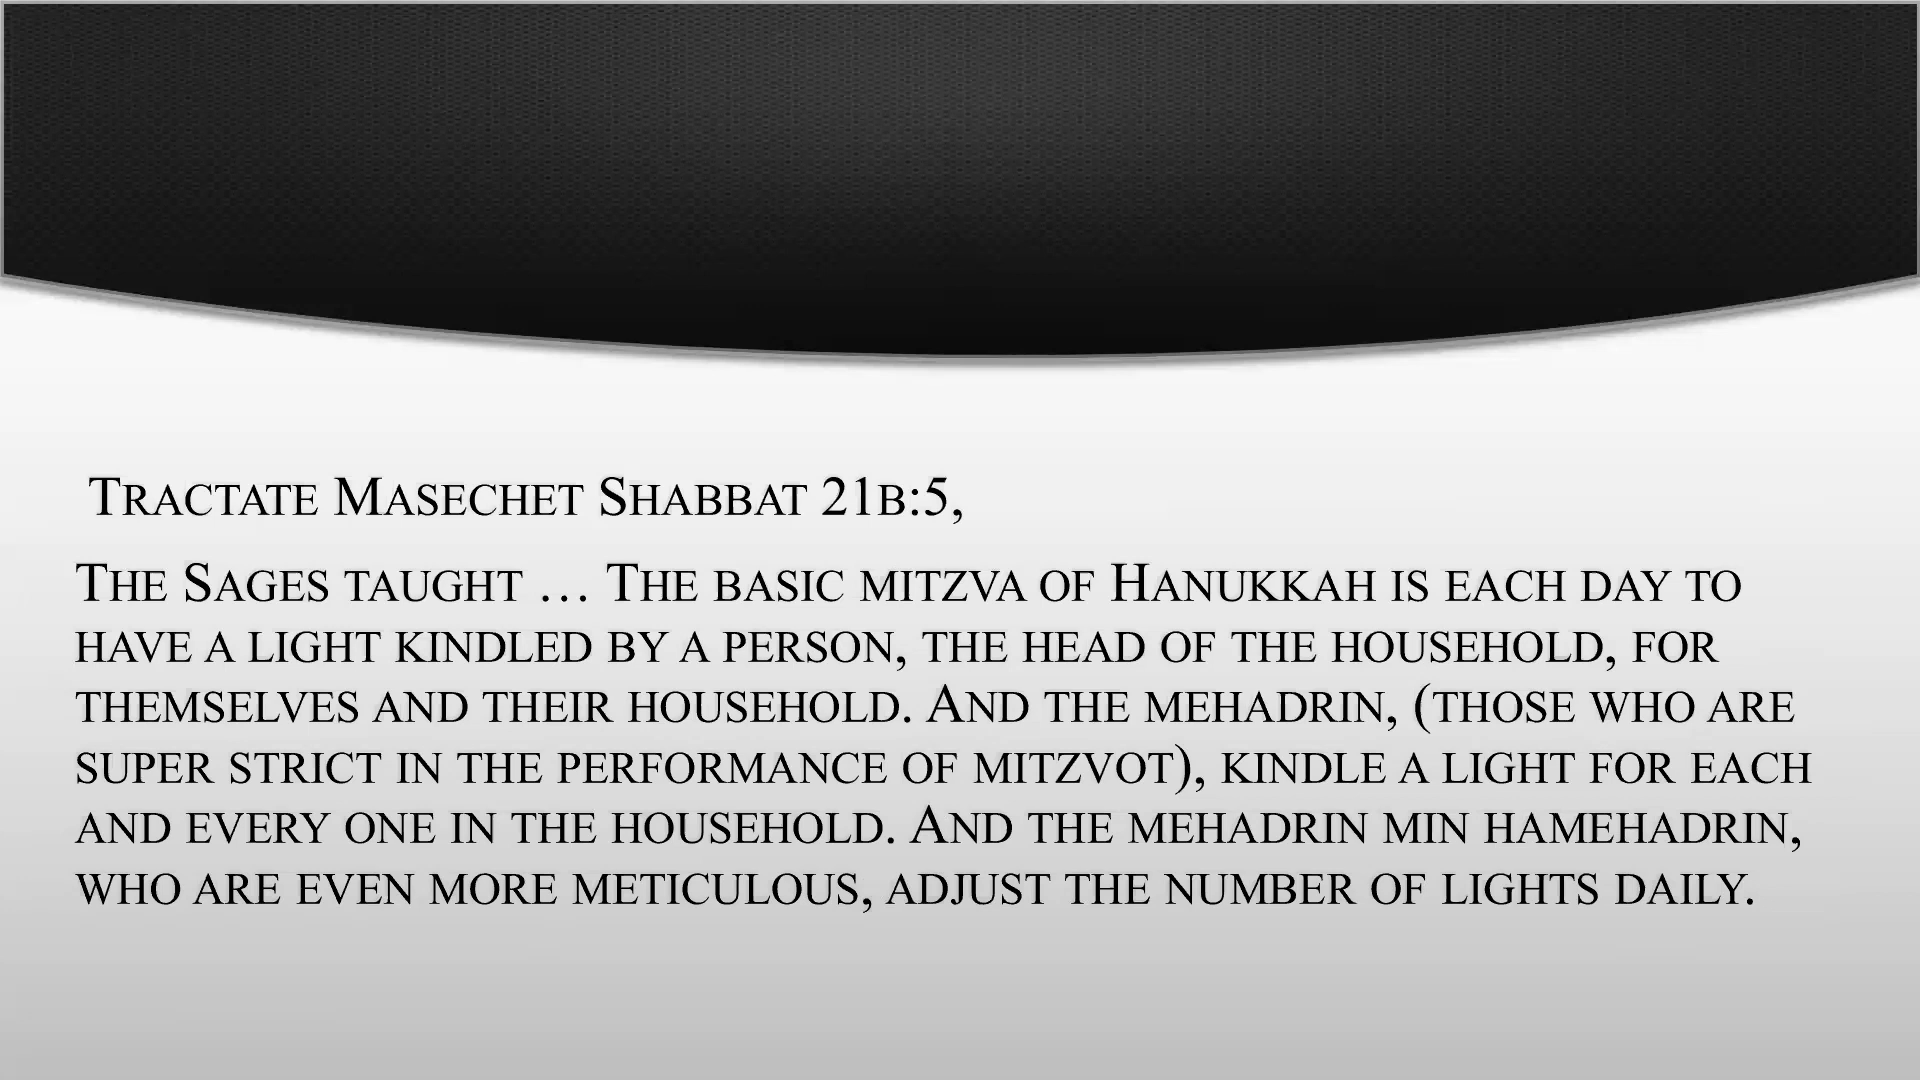 Tractate Masechet Shabbat 21b:5,
The Sages taught … The basic mitzva of Hanukkah is each day to
have a light kindled by a person, the head of the household, for
themselves and their household. And the mehadrin, (those who are
super strict in the performance of mitzvot), kindle a light for each
and every one in the household. And the mehadrin min hamehadrin,
who are even more meticulous, adjust the number of lights daily.